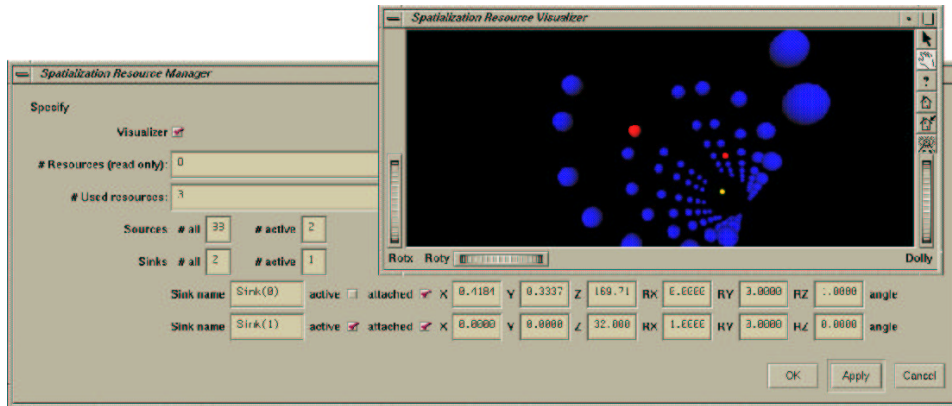 Spatialization Resource Visualizer
Spatialization Resource Manager
Specify
Visualizer
# Resources (read only): 0
# Used resources: 3
Sources # all 33 # active 2
Sinks # all 2 # active 1
Rotx Roty Dolly
Sink name Sink(0) active attached X 0.4184 Y 0.3337 Z 169.71 RX RY 3.0000 RZ angle
Sink name Sink(1) active attached X 0.0000 Y 0.0000 Z 32.000 RX RY 3.0000 RZ 0.0000 angle
OK Apply Cancel